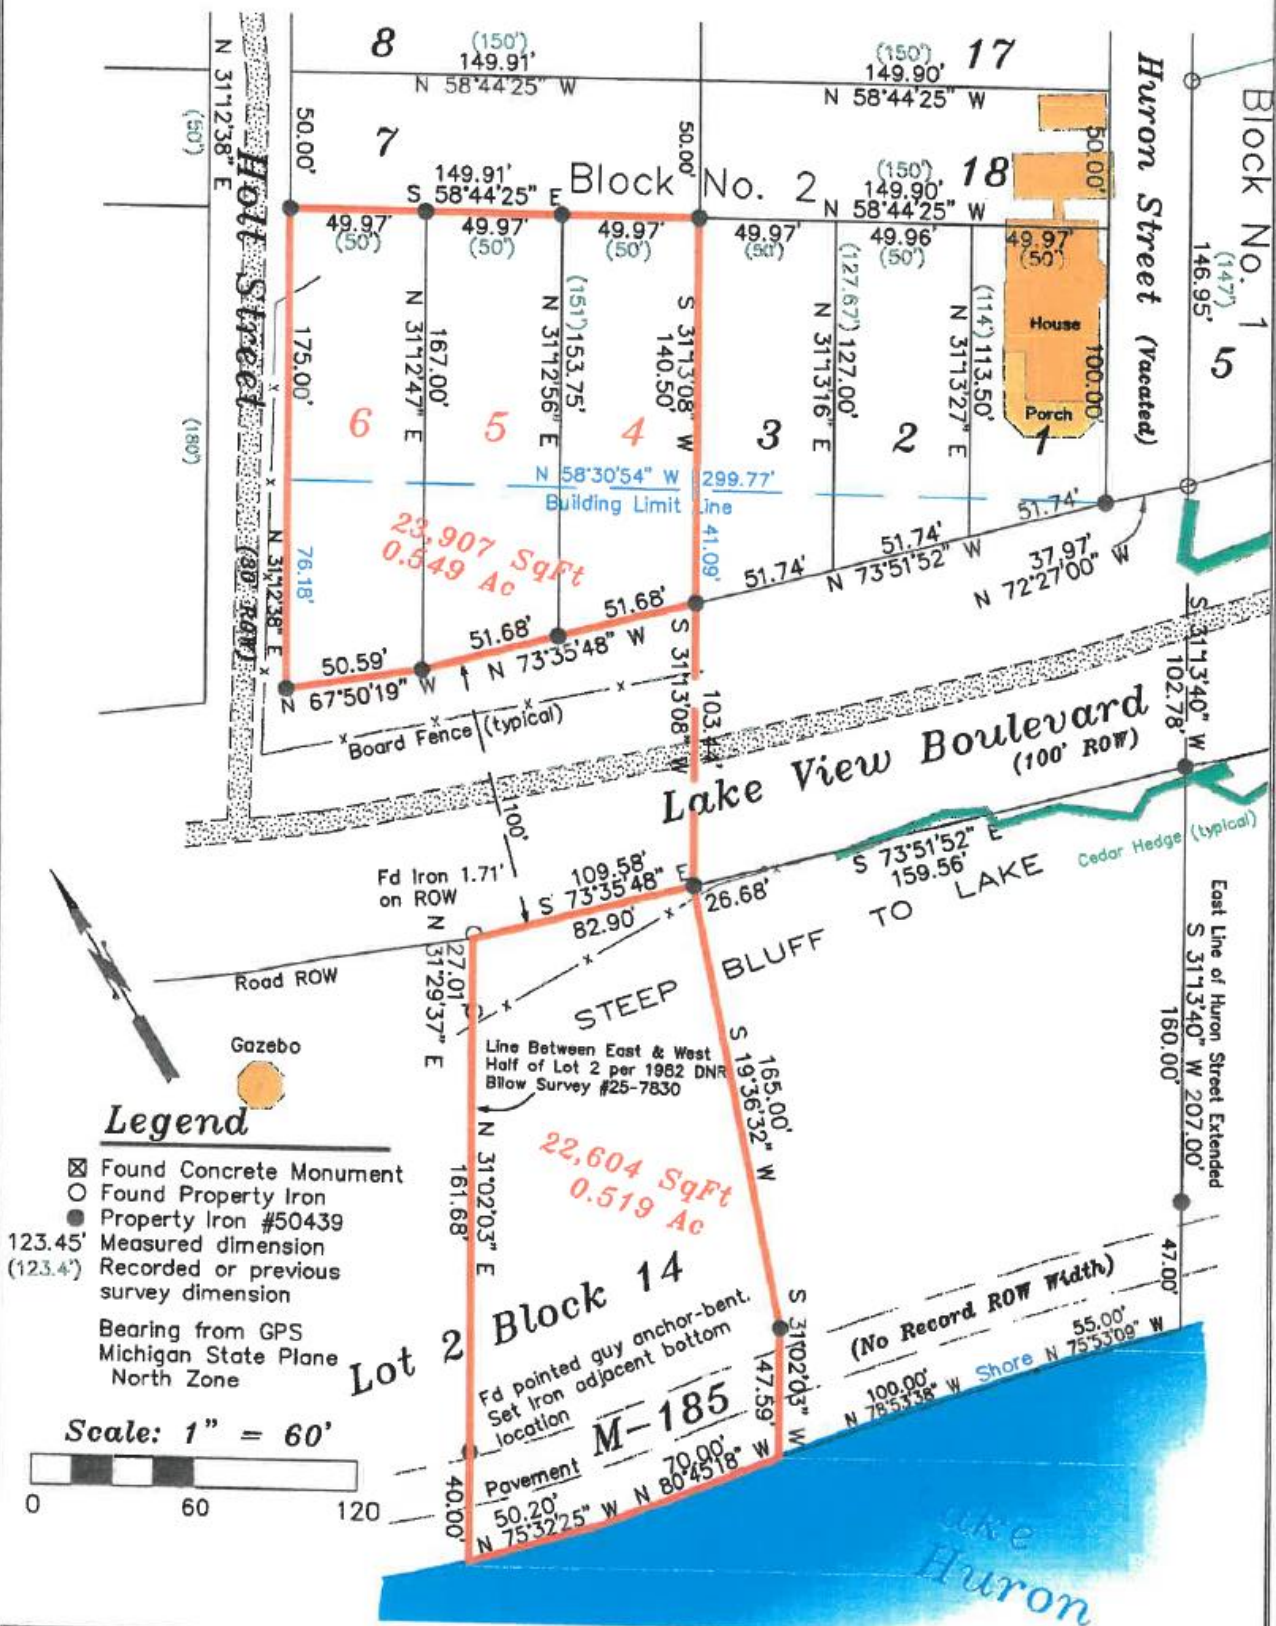 8
(150')
149.91'
N 58°44'25" W
(150')
149.90'
N 58°44'25" W
17
N 31°12'38" E
(50')
50.00'
7
50.00'
50.00'
149.91'
S 58°44'25" E
Block No. 2
(150')
149.90'
N 58°44'25" W
18
Huron Street (Vacated)
Block No. 1
(147')
146.95'
5
Holt Street
(80' ROW)
49.97'
(50')
49.97'
(50')
49.97'
(50')
49.97'
(50')
49.96'
(50')
49.97'
(50')
(180')
175.00'
N 31°12'47" E
167.00'
(151') 153.75'
N 31°12'56" E
S 31°13'08" W
140.50'
(127.67') 127.00'
N 31°13'16" E
(114') 113.50'
N 31°13'27" E
House
100.00'
Porch
6
5
4
3
2
1
N 58°30'54" W 299.77'
Building Limit Line
23,907 SqFt
0.549 Ac
76.18'
N 31°12'38" E
41.09'
51.74'
51.74'
51.74'
N 73°51'52" W
37.97'
N 72°27'00" W
50.59'
N 67°50'19" W
51.68'
51.68'
N 73°35'48" W
Board Fence (typical)
S 31°13'08" W
S 31°13'40" W
102.78'
Lake View Boulevard
(100' ROW)
100'
Fd Iron 1.71'
on ROW
109.58'
S 73°35'48" E
82.90'
26.68'
S 73°51'52" E
159.56'
Cedar Hedge (typical)
STEEP BLUFF TO LAKE
Road ROW
N 31°29'37" E
27.01'
Gazebo
Line Between East & West
Half of Lot 2 per 1982 DNR
Bilow Survey #25-7830
165.00'
S 19°36'32" W
East Line of Huron Street Extended
S 31°13'40" W 207.00'
160.00'
Legend
Found Concrete Monument
Found Property Iron
Property Iron #50439
123.45' Measured dimension
(123.4') Recorded or previous
survey dimension
Bearing from GPS
Michigan State Plane
North Zone
N 31°02'03" E
161.68'
22,604 SqFt
0.519 Ac
Lot 2 Block 14
Fd pointed guy anchor-bent,
Set Iron adjacent bottom
location
S 31°02'03" W
47.59'
(No Record ROW Width)
47.00'
55.00'
N 75°53'09" W
Shore
100.00'
N 78°53'38" W
M-185
Pavement
70.00'
N 80°45'18" W
50.20'
N 75°32'25" W
40.00'
Scale: 1" = 60'
0 60 120
Huron